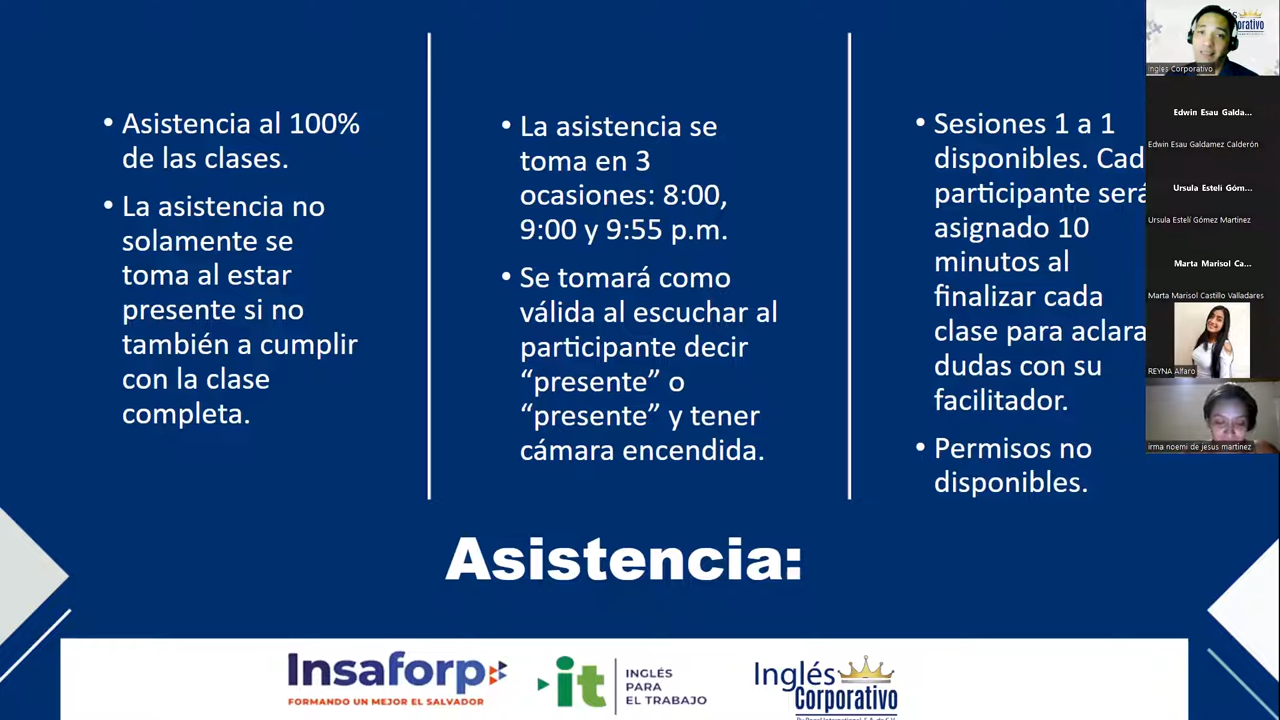 • Asistencia al 100%
de las clases.
• La asistencia no
solamente se
toma al estar
presente si no
también a cumplir
con la clase
completa.
• La asistencia se
toma en 3
ocasiones: 8:00,
9:00 y 9:55 p.m.
• Se tomará como
válida al escuchar al
participante decir
“presente” o
“presente” y tener
cámara encendida.
• Sesiones 1 a 1
disponibles. Cad
participante será
asignado 10
minutos al
finalizar cada
clase para aclara
dudas con su
facilitador.
• Permisos no
disponibles.
Asistencia:
Insaforp
FORMANDO UN MEJOR EL SALVADOR
it
INGLÉS
PARA
EL TRABAJO
Inglés
Corporativo
Inglés Corporativo
Edwin Esau Galda...
Edwin Esau Galdamez Calderón
Ursula Estelí Góm...
Ursula Estelí Gómez Martinez
Marta Marisol Ca...
Marta Marisol Castillo Valladares
REYNA Alfaro
irma noemi de jesus martinez